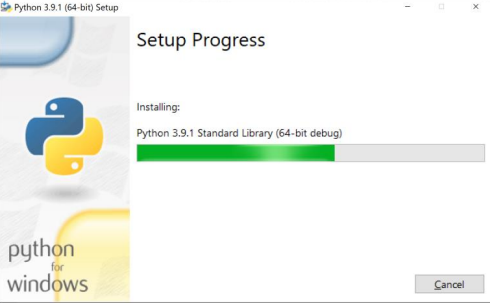 Python 3.9.1 (64-bit) Setup
Setup Progress
Installing:
Python 3.9.1 Standard Library (64-bit debug)
python
for
windows
Cancel